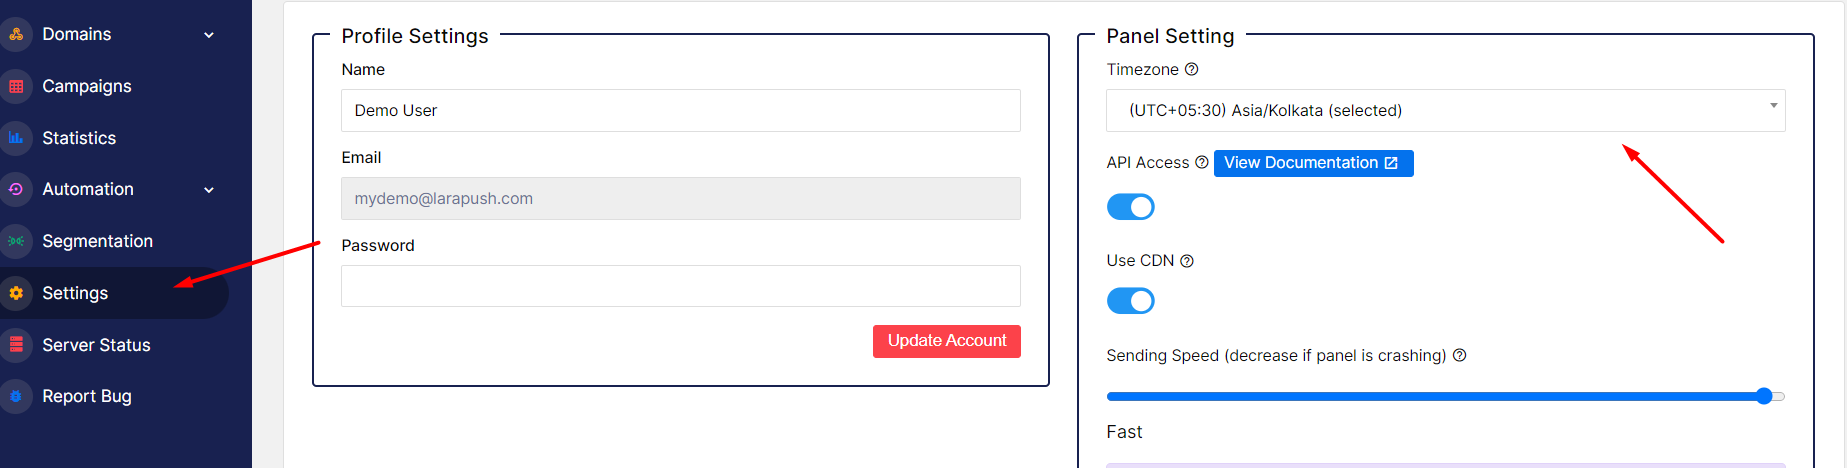 Domains
Campaigns
Statistics
Automation
Segmentation
Settings
Server Status
Report Bug
Profile Settings
Name
Demo User
Email
mydemo@larapush.com
Password
Update Account
Panel Setting
Timezone
(UTC+05:30) Asia/Kolkata (selected)
API Access View Documentation
Use CDN
Sending Speed (decrease if panel is crashing)
Fast